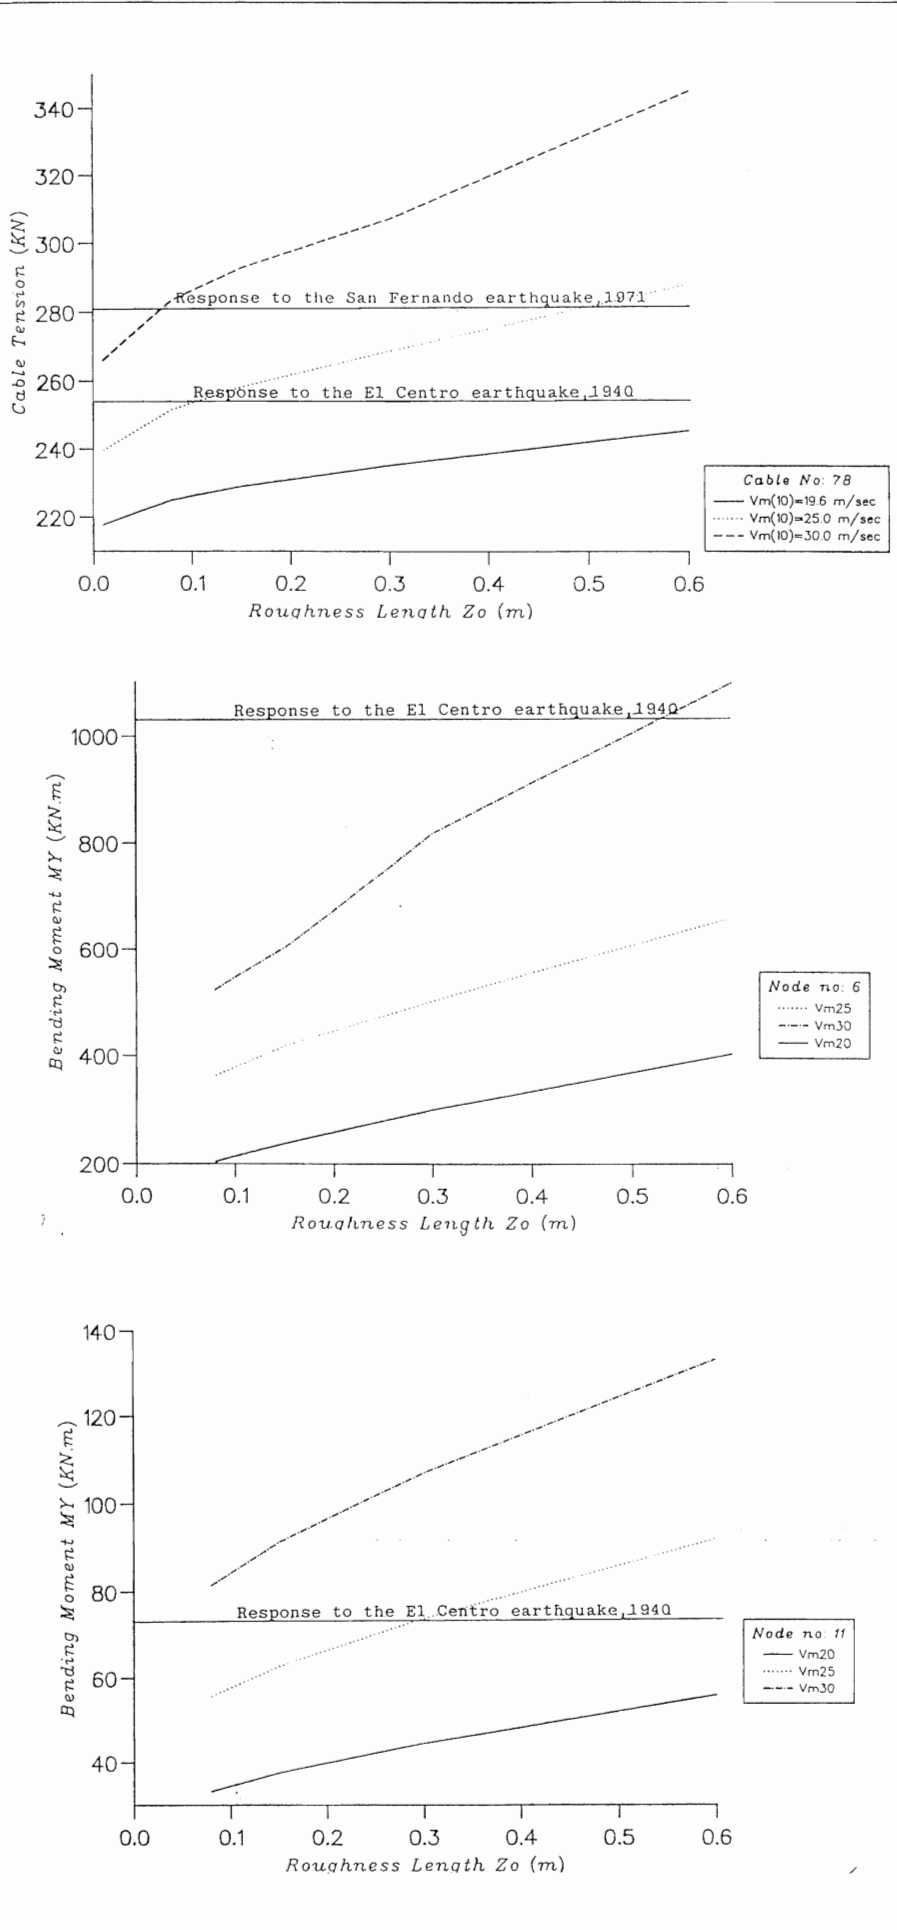 340
320
300
280
260
240
220
Cable Tension (KN)
Response to the San Fernando earthquake,1971
Response to the El Centro earthquake,1940
Cable No: 78
Vm(10)=19.6 m/sec
Vm(10)=25.0 m/sec
Vm(10)=30.0 m/sec
0.0 0.1 0.2 0.3 0.4 0.5 0.6
Roughness Length Zo (m)
1000
800
600
400
200
Bending Moment MY (KN.m)
Response to the El Centro earthquake,1940
Node no: 6
Vm25
Vm30
Vm20
0.0 0.1 0.2 0.3 0.4 0.5 0.6
Roughness Length Zo (m)
140
120
100
80
60
40
Bending Moment MY (KN.m)
Response to the El Centro earthquake,1940
Node no: 11
Vm20
Vm25
Vm30
0.0 0.1 0.2 0.3 0.4 0.5 0.6
Roughness Length Zo (m)